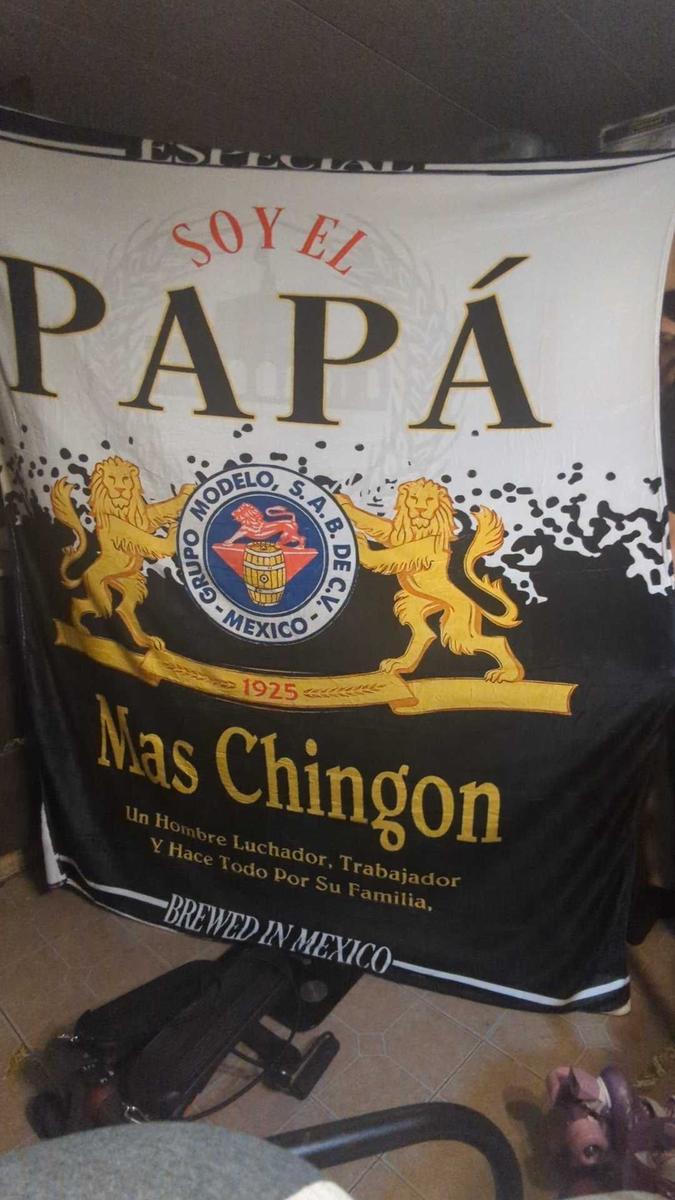 ESPECIAL
SOY EL
PAPÁ
GRUPO MODELO, S.A.B. DE C.V. - MEXICO -
1925
Mas Chingon
Un Hombre Luchador, Trabajador
Y Hace Todo Por Su Familia,
BREWED IN MEXICO